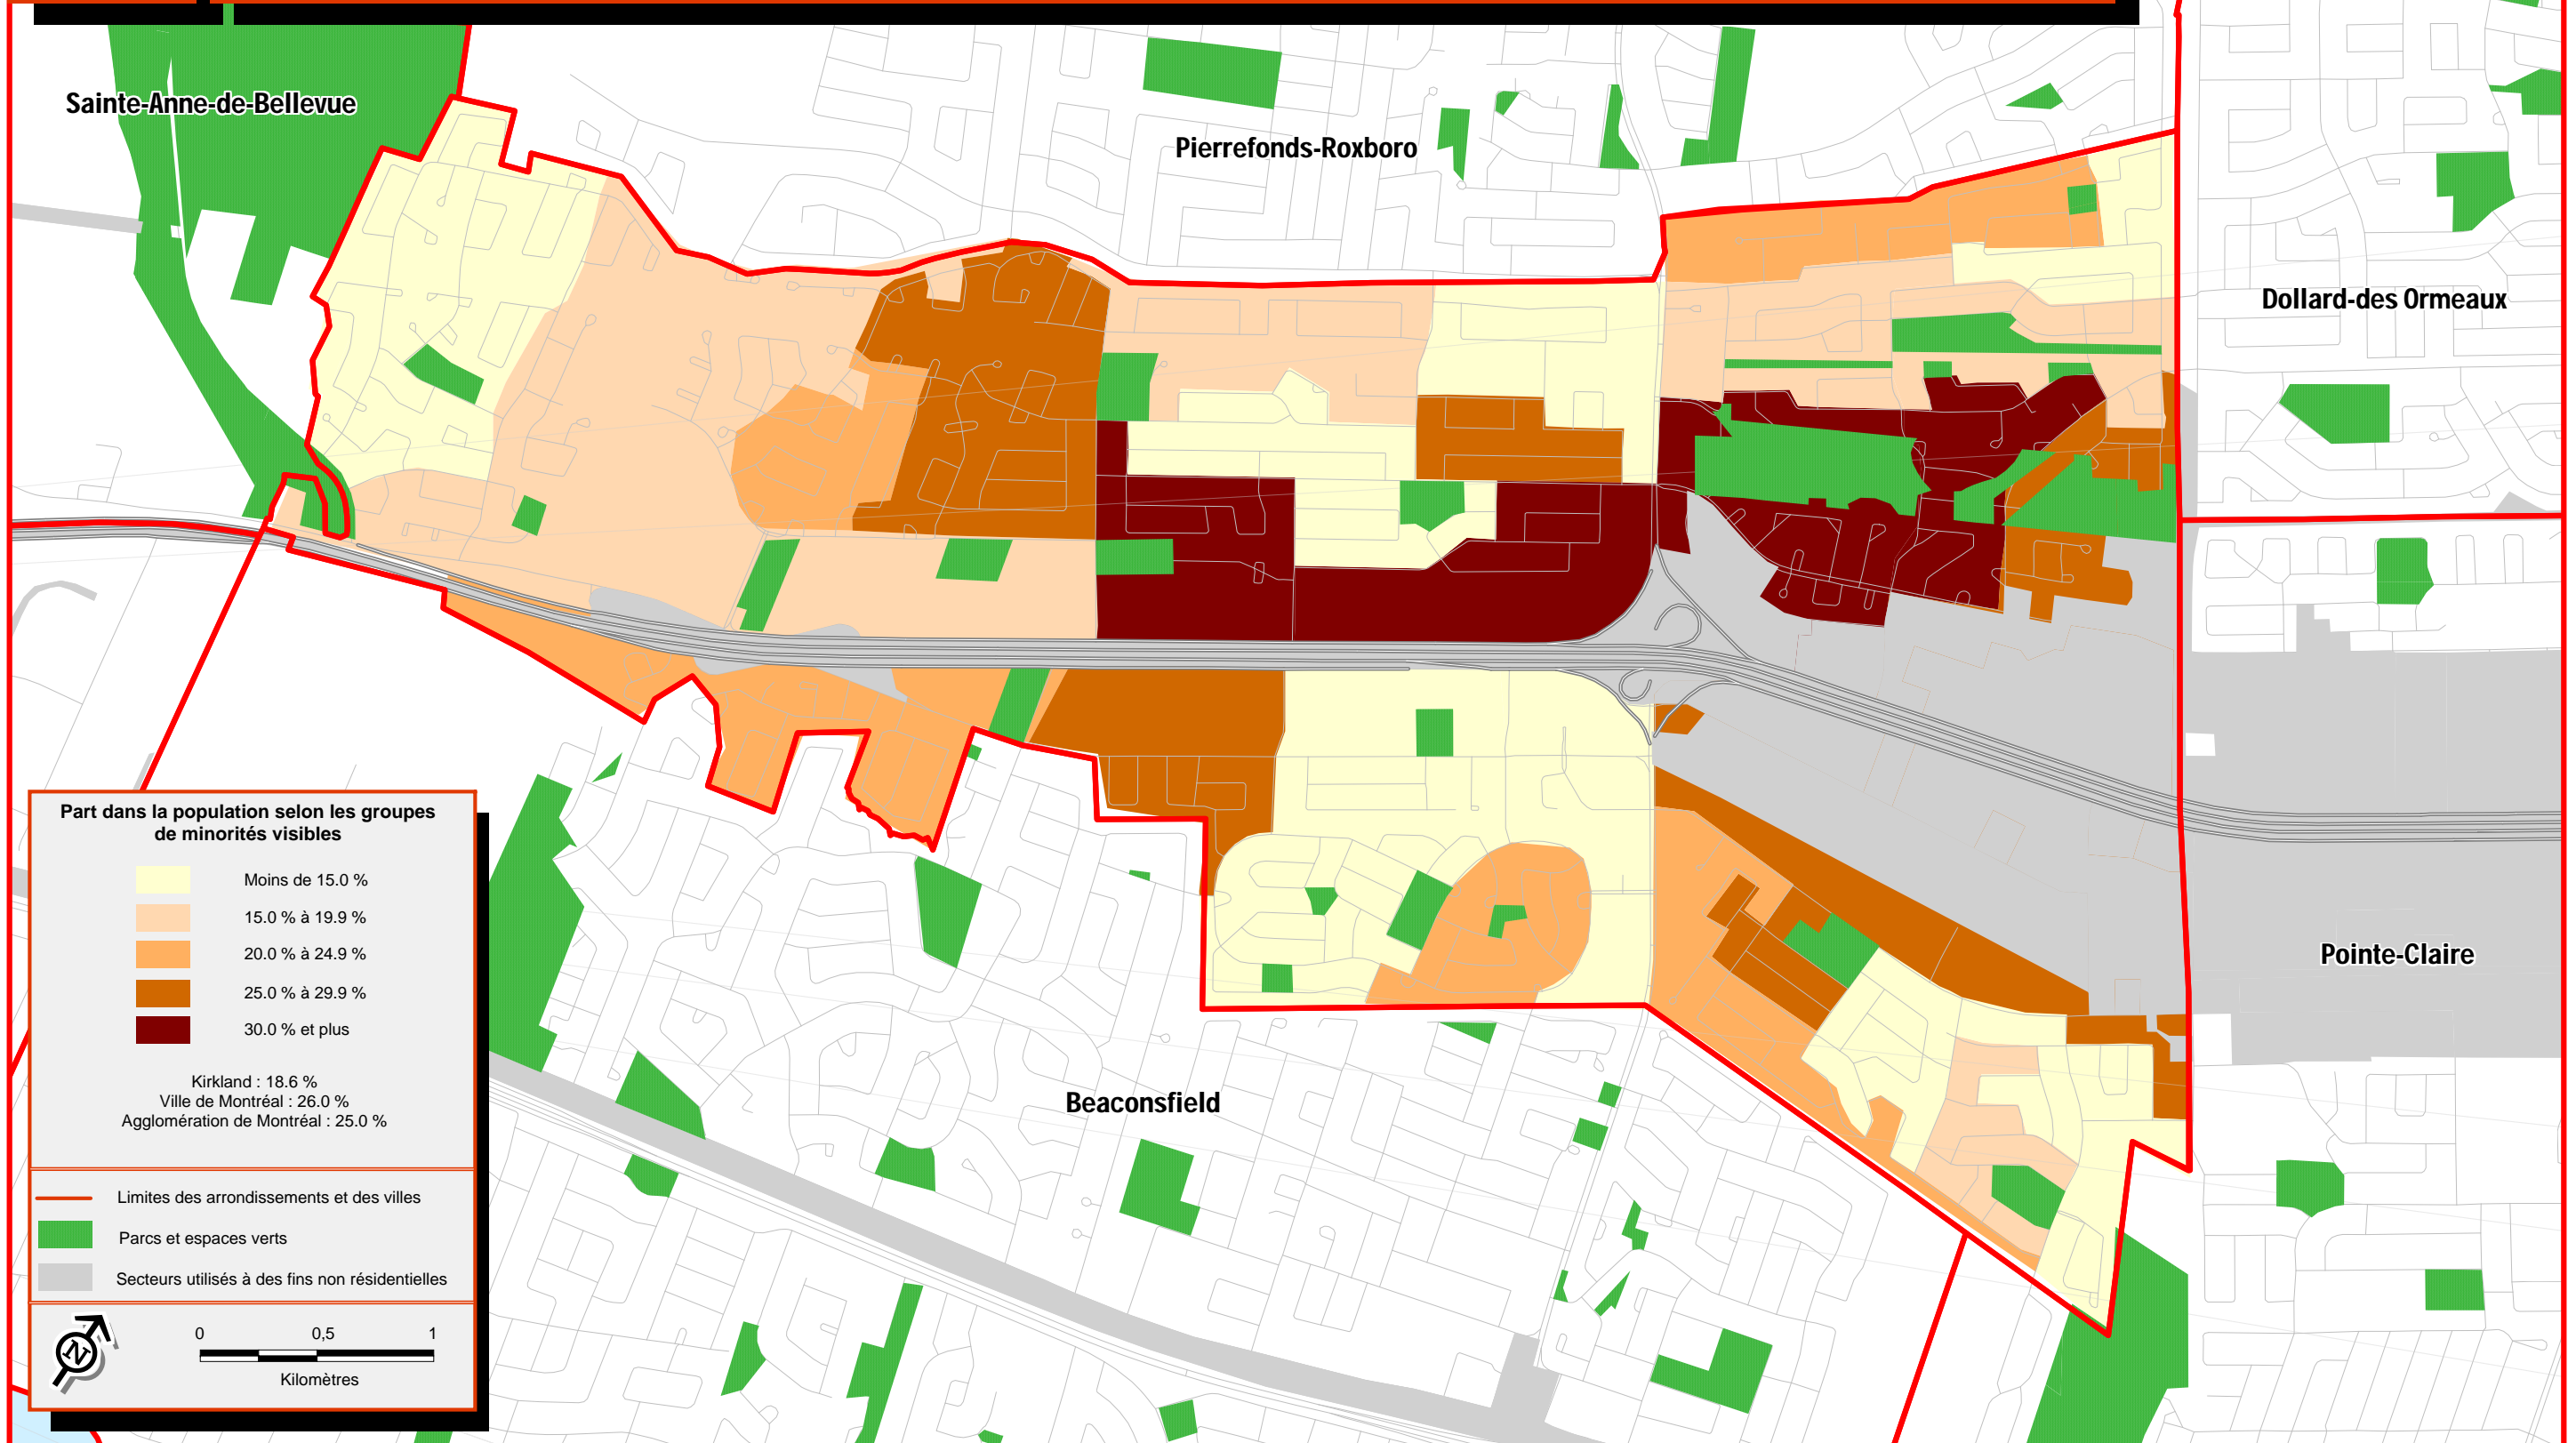 Sainte-Anne-de-Bellevue
Pierrefonds-Roxboro
Dollard-des Ormeaux
Pointe-Claire
Beaconsfield
Part dans la population selon les groupes
de minorités visibles
Moins de 15.0 %
15.0 % à 19.9 %
20.0 % à 24.9 %
25.0 % à 29.9 %
30.0 % et plus
Kirkland : 18.6 %
Ville de Montréal : 26.0 %
Agglomération de Montréal : 25.0 %
Limites des arrondissements et des villes
Parcs et espaces verts
Secteurs utilisés à des fins non résidentielles
N
0 0,5 1
Kilomètres